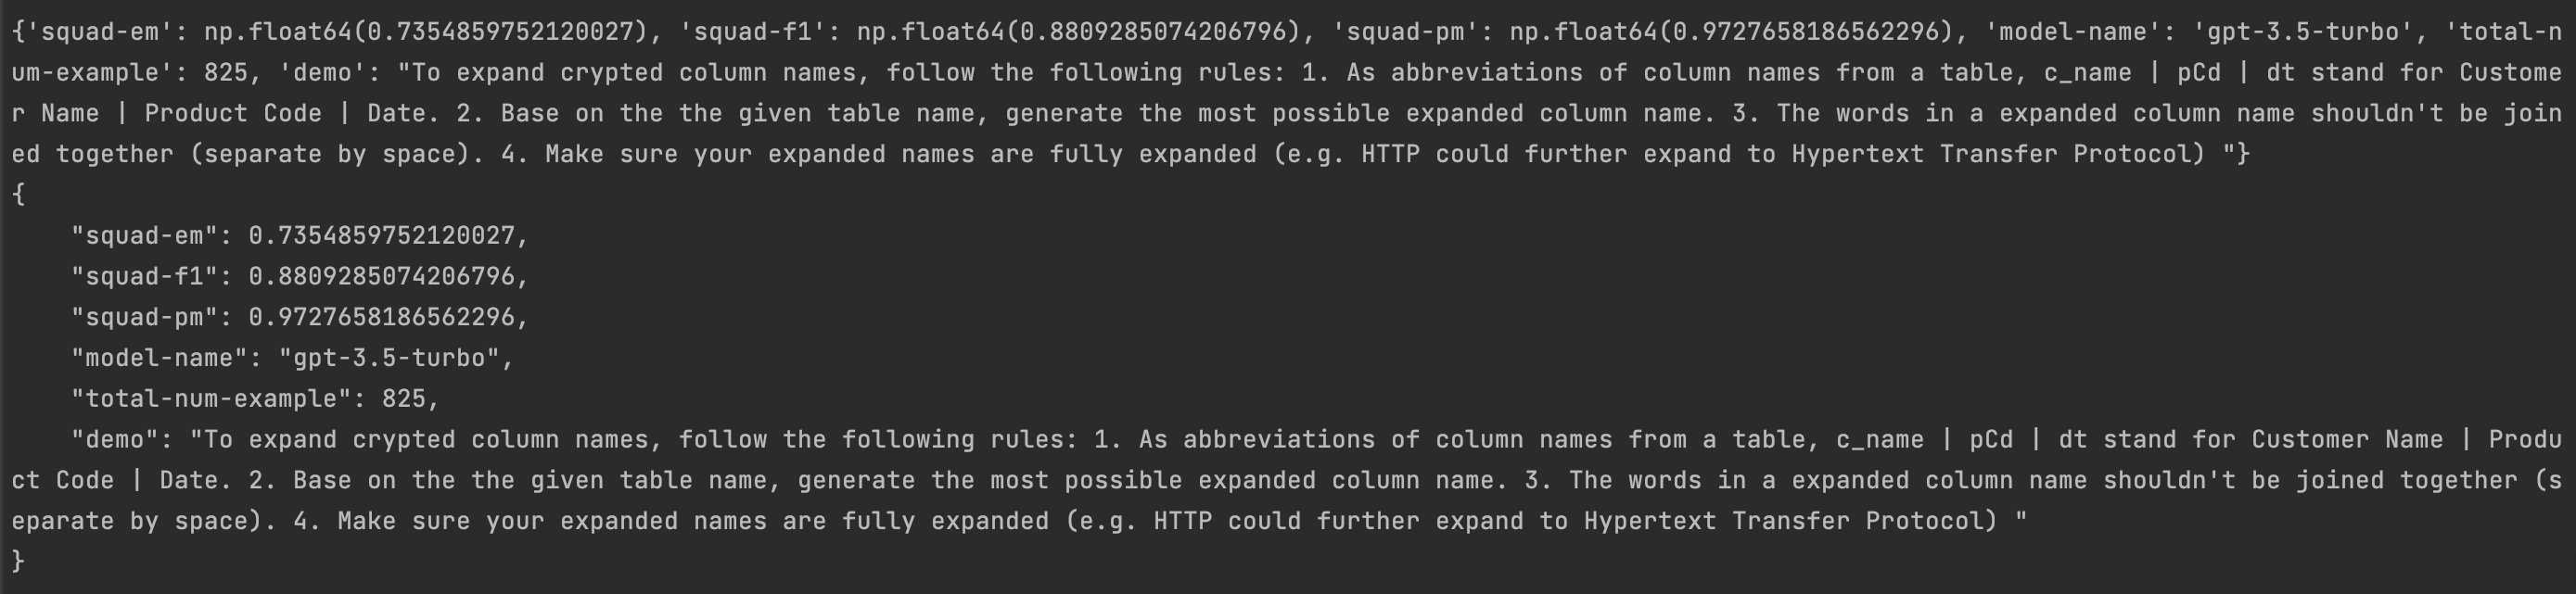 {'squad-em': np.float64(0.7354859752120027), 'squad-f1': np.float64(0.8809285074206796), 'squad-pm': np.float64(0.9727658186562296), 'model-name': 'gpt-3.5-turbo', 'total-n
um-example': 825, 'demo': "To expand crypted column names, follow the following rules: 1. As abbreviations of column names from a table, c_name | pCd | dt stand for Custome
r Name | Product Code | Date. 2. Base on the the given table name, generate the most possible expanded column name. 3. The words in a expanded column name shouldn't be join
ed together (separate by space). 4. Make sure your expanded names are fully expanded (e.g. HTTP could further expand to Hypertext Transfer Protocol) "}
{
    "squad-em": 0.7354859752120027,
    "squad-f1": 0.8809285074206796,
    "squad-pm": 0.9727658186562296,
    "model-name": "gpt-3.5-turbo",
    "total-num-example": 825,
    "demo": "To expand crypted column names, follow the following rules: 1. As abbreviations of column names from a table, c_name | pCd | dt stand for Customer Name | Produ
ct Code | Date. 2. Base on the the given table name, generate the most possible expanded column name. 3. The words in a expanded column name shouldn't be joined together (s
eparate by space). 4. Make sure your expanded names are fully expanded (e.g. HTTP could further expand to Hypertext Transfer Protocol) "
}